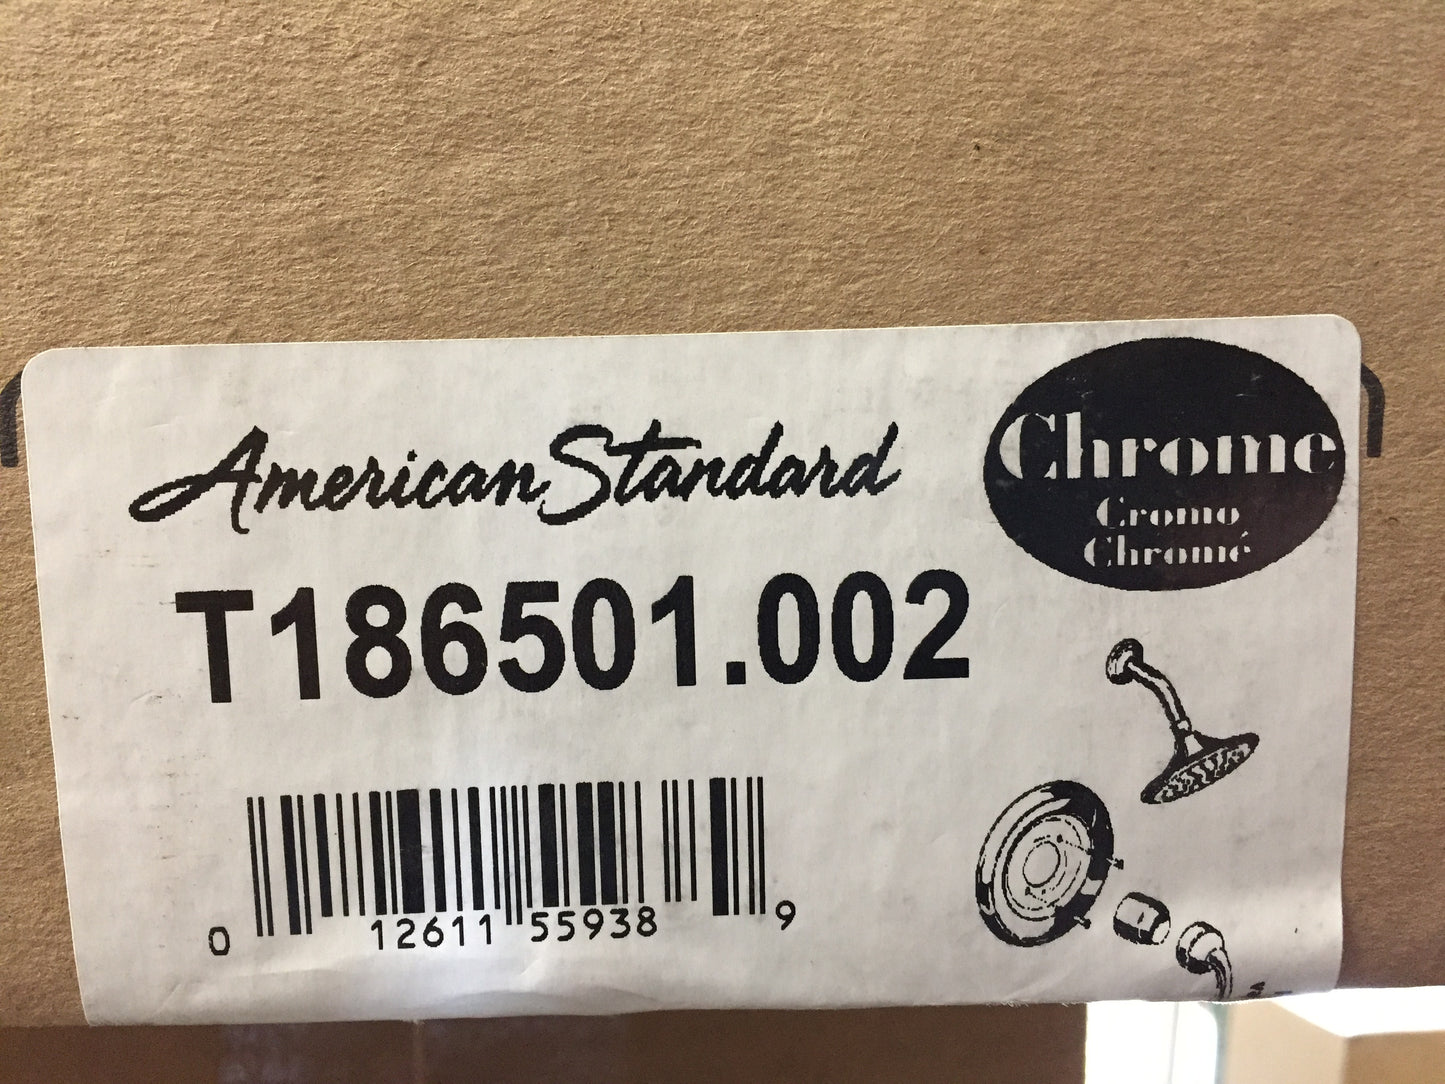 American Standard
Chrome
Cromo
Chromé
T186501.002
0 12611 55938 9